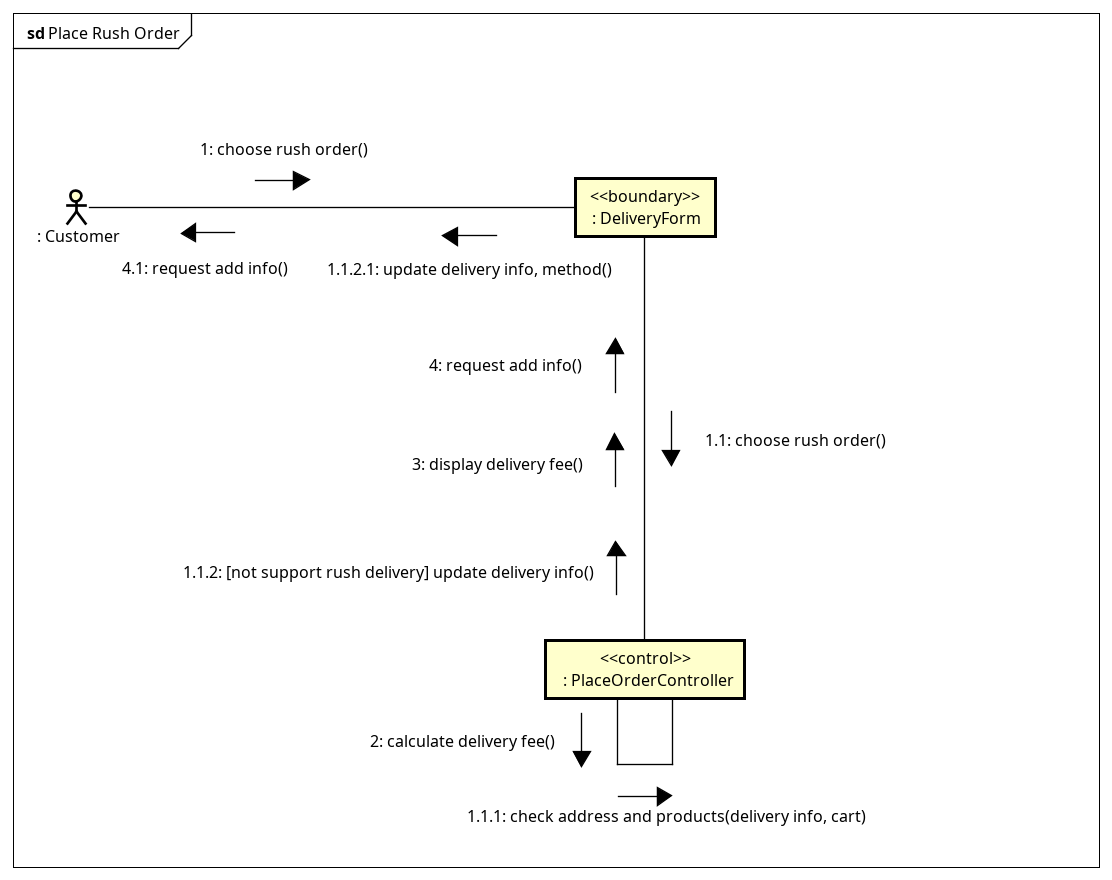 sd Place Rush Order
1: choose rush order()
<<boundary>>
: DeliveryForm
: Customer
4.1: request add info()
1.1.2.1: update delivery info, method()
4: request add info()
1.1: choose rush order()
3: display delivery fee()
1.1.2: [not support rush delivery] update delivery info()
<<control>>
: PlaceOrderController
2: calculate delivery fee()
1.1.1: check address and products(delivery info, cart)